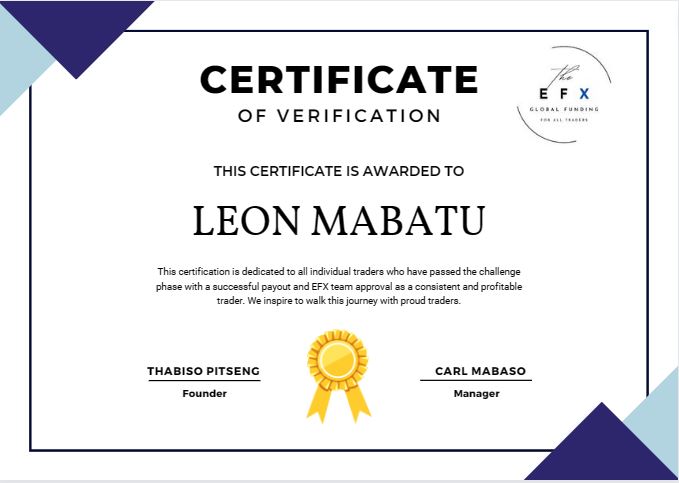 CERTIFICATE
OF VERIFICATION
the
EFX
GLOBAL FUNDING
FOR ALL TRADERS
THIS CERTIFICATE IS AWARDED TO
LEON MABATU
This certification is dedicated to all individual traders who have passed the challenge
phase with a successful payout and EFX team approval as a consistent and profitable
trader. We inspire to walk this journey with proud traders.
THABISO PITSENG
Founder
CARL MABASO
Manager